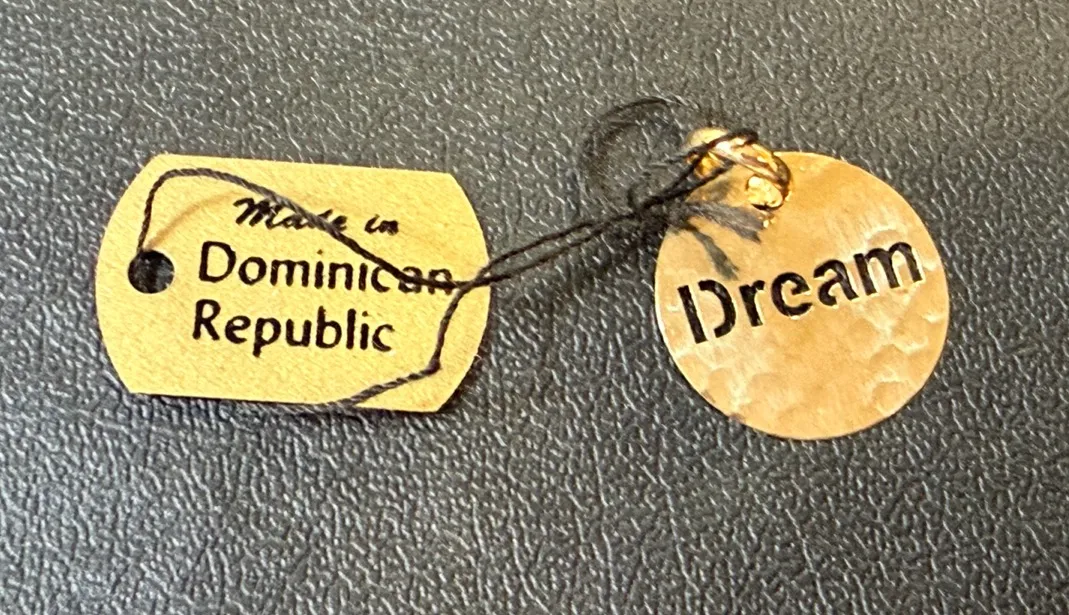 Made in
Dominican
Republic
Dream